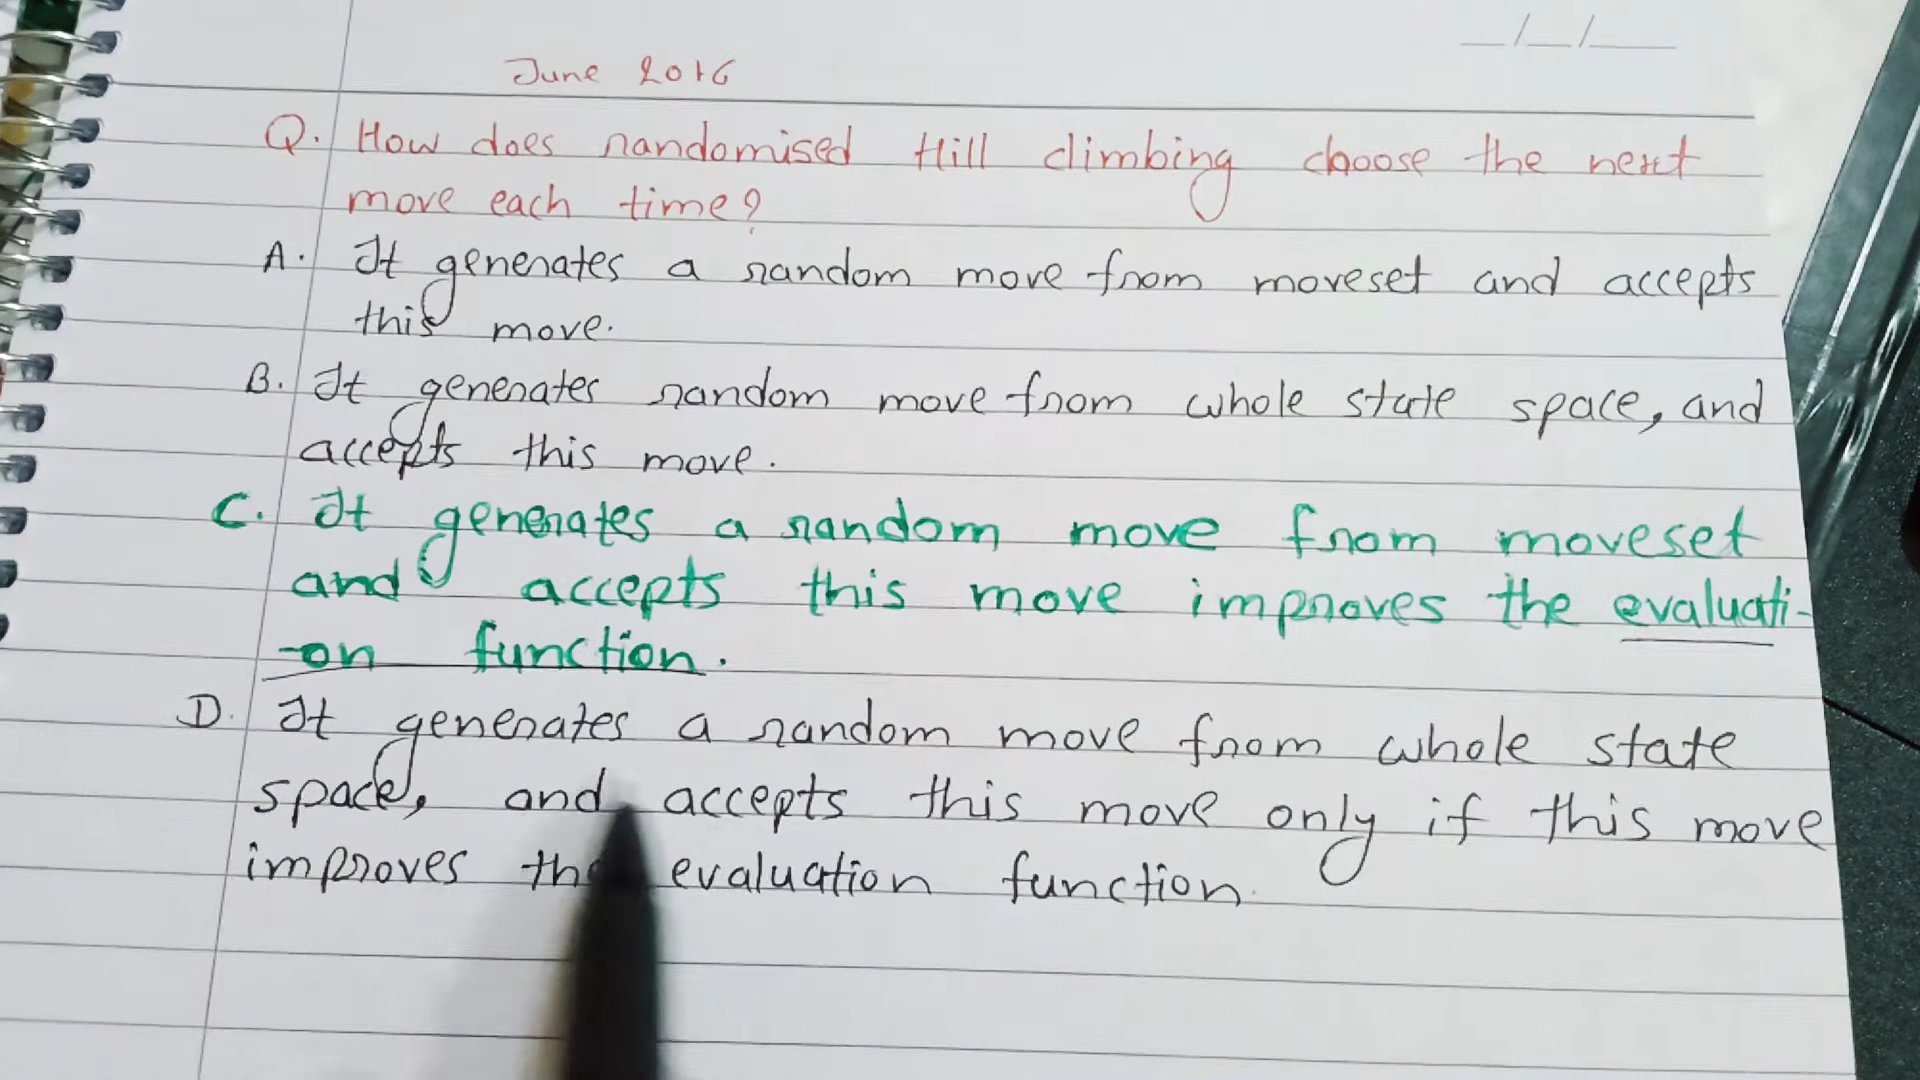 _/_/__
June 2016
Q. How does randomised Hill climbing choose the next
move each time?
A. It generates a random move from moveset and accepts
this move.
B. It generates random move from whole state space, and
accepts this move.
C. It generates a random move from moveset
and accepts this move improves the evaluati-
-on function.
D. It generates a random move from whole state
space, and accepts this move only if this move
improves the evaluation function.